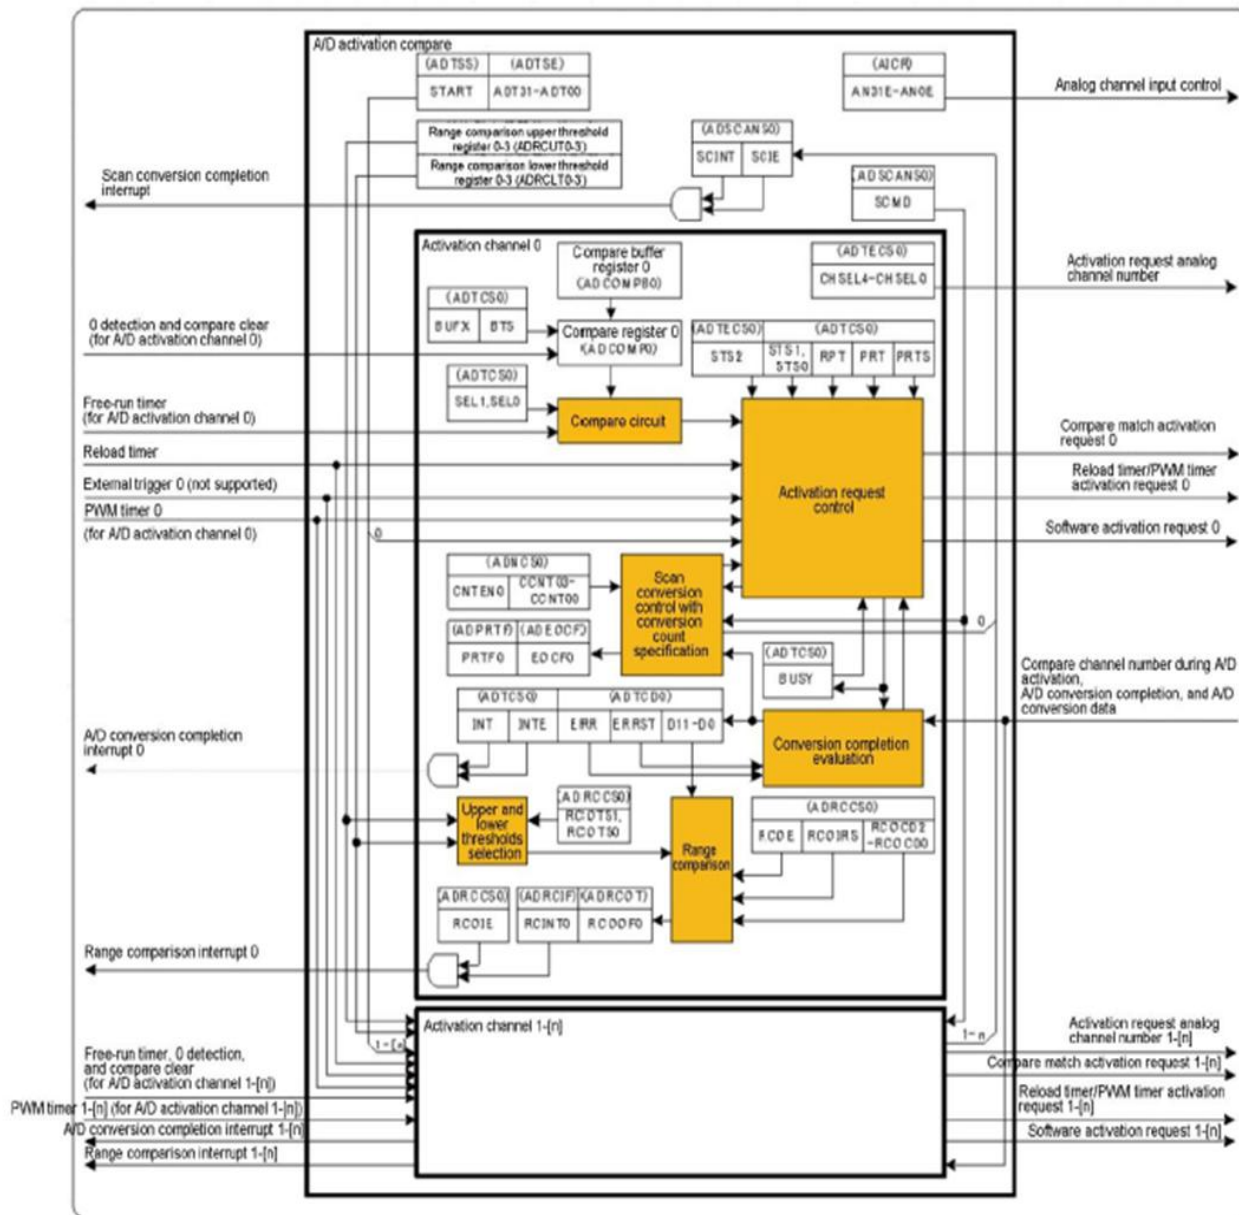 A/D activation compare
(ADTSS) (ADTSE)
START ADT31-ADT00
(AICR)
AN31E-AN0E
Analog channel input control
Range comparison upper threshold
register 0-3 (ADRCUT0-3)
Range comparison lower threshold
register 0-3 (ADRCLT0-3)
(ADSCANS0)
SCINT SCIE
(ADSCANS0)
SCMD
Scan conversion completion
interrupt
Activation channel 0
Compare buffer
register 0
(ADCOMPB0)
(ADTECS0)
CHSEL4-CHSEL0
Activation request analog
channel number
(ADTCS0)
BUFX BTS
0 detection and compare clear
(for A/D activation channel 0)
Compare register 0
(ADCOMP0)
(ADTECS0) (ADTCS0)
STS2 STS1, STS0 RPT PRT PRTS
(ADTCS0)
SEL1,SEL0
Free-run timer
(for A/D activation channel 0)
Compare circuit
Compare match activation
request 0
Reload timer
Reload timer/PWM timer
activation request 0
External trigger 0 (not supported)
Activation request
control
PWM timer 0
(for A/D activation channel 0)
0
Software activation request 0
(ADNCS0)
CNTEN0 CCNT03-
CCNT00
Scan
conversion
control with
conversion
count
specification
0
(ADPRTF) (ADEOCF)
PRTF0 EOCF0
(ADTCS0)
BUSY
Compare channel number during A/D
activation,
A/D conversion completion, and A/D
conversion data
(ADTCS0) (ADTCD0)
INT INTE ERR ERRST D11-D0
A/D conversion completion
interrupt 0
Conversion completion
evaluation
Upper and
lower
thresholds
selection
(ADRCCS0)
RCOTS1,
RCOTS0
Range
comparison
(ADRCCS0)
RCOE RCOIRS RCOCD2
-RCOCD0
(ADRCCS0)
RCOIE
(ADRCIF) (ADRCOT)
RCINT0 RCOOF0
Range comparison interrupt 0
Activation channel 1-[n]
1-[n]
1-n
Activation request analog
channel number 1-[n]
Free-run timer, 0 detection,
and compare clear
(for A/D activation channel 1-[n])
Compare match activation request 1-[n]
PWM timer 1-[n] (for A/D activation channel 1-[n])
Reload timer/PWM timer activation
request 1-[n]
A/D conversion completion interrupt 1-[n]
Software activation request 1-[n]
Range comparison interrupt 1-[n]